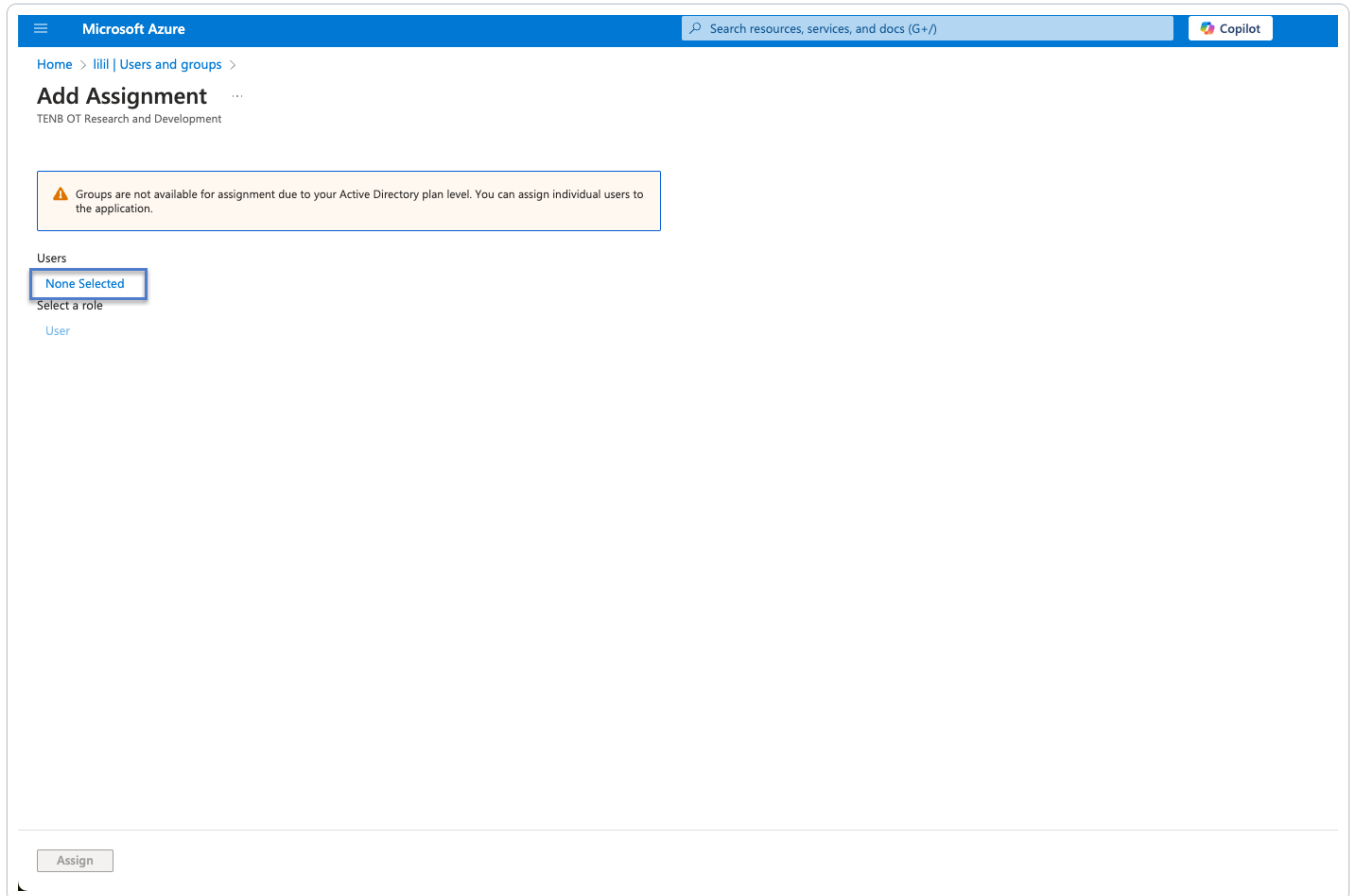 Microsoft Azure
Search resources, services, and docs (G+/)
Copilot
Home > lilil | Users and groups >
Add Assignment ...
TENB OT Research and Development
Groups are not available for assignment due to your Active Directory plan level. You can assign individual users to
the application.
Users
None Selected
Select a role
User
Assign